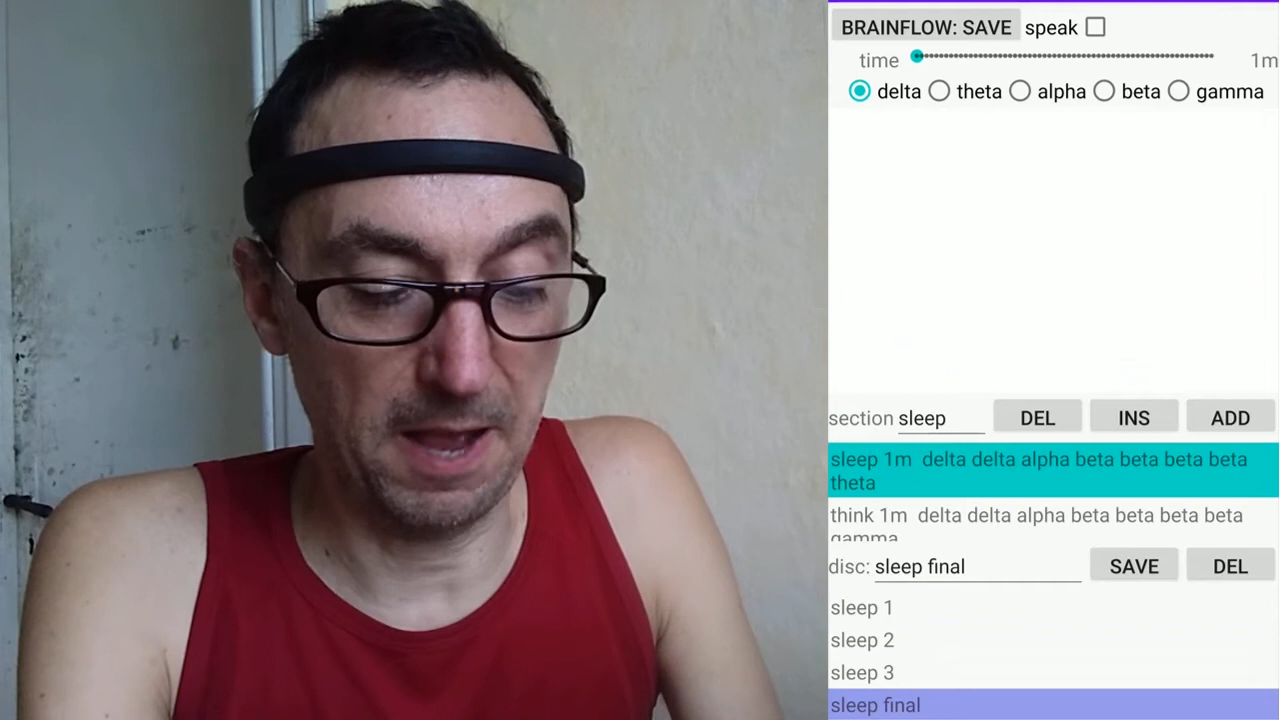 BRAINFLOW: SAVE speak
time 1m
delta theta alpha beta gamma
section sleep DEL INS ADD
sleep 1m delta delta alpha beta beta beta beta
theta
think 1m delta delta alpha beta beta beta beta
gamma
disc: sleep final SAVE DEL
sleep 1
sleep 2
sleep 3
sleep final